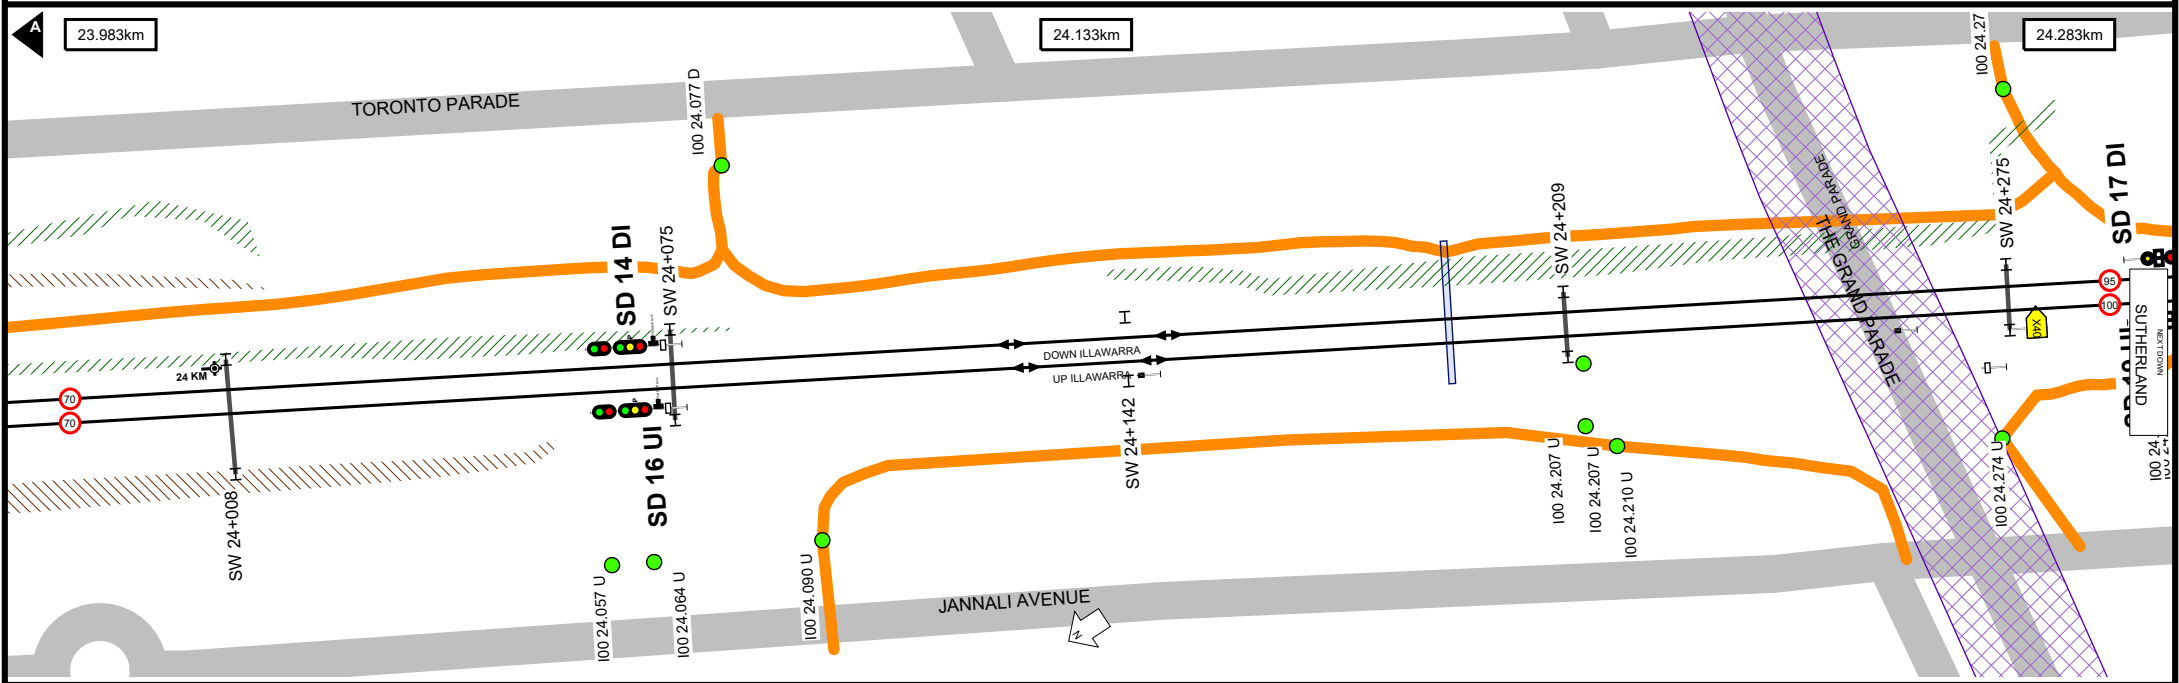 A
23.983km
24.133km
24.283km
TORONTO PARADE
I00 24.077 D
I00 24.27
SD 14 DI
SW 24+075
SW 24+209
GRAND PARADE
THE GRAND PARADE
SW 24+275
SD 17 DI
24 KM
70
70
P
P
DOWN ILLAWARRA
UP ILLAWARRA
95
100
X40
NEXT DOWN
SUTHERLAND
SW 24+008
SD 16 UI
SW 24+142
I00 24.207 U
I00 24.207 U
I00 24.210 U
I00 24.274 U
I00 24.
I00 24.057 U
I00 24.064 U
I00 24.090 U
JANNALI AVENUE
N